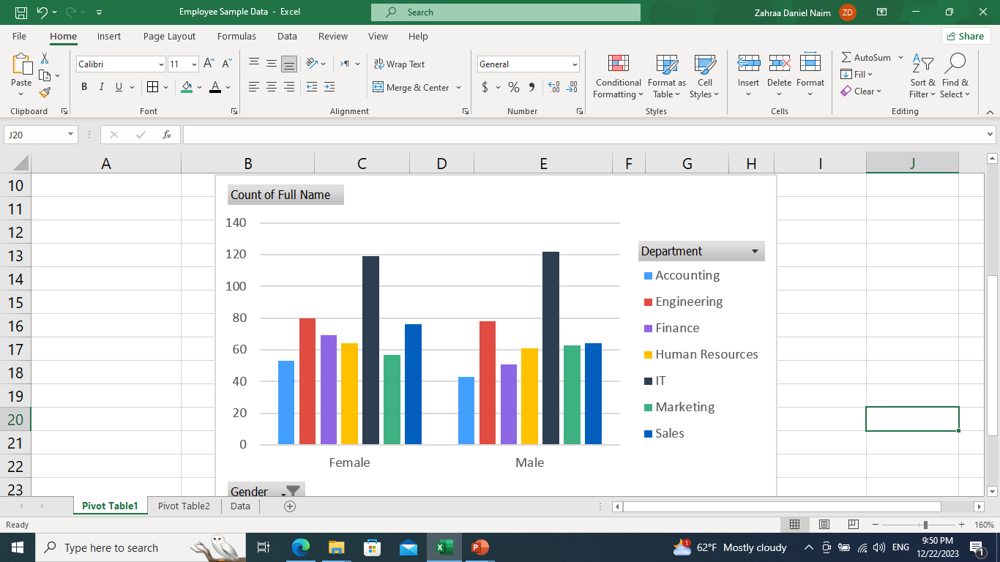 Employee Sample Data - Excel
Search
Zahraa Daniel Naim
ZD
File Home Insert Page Layout Formulas Data Review View Help
Share
Paste
Calibri 11
Wrap Text
General
B I U A
Merge & Center
$ % 9
Conditional Formatting
Format as Table
Cell Styles
Insert Delete Format
AutoSum
Fill
Clear
Sort & Filter
Find & Select
Clipboard Font Alignment Number Styles Cells Editing
J20
fx
A B C D E F G H I J
10
11
12
13
14
15
16
17
18
19
20
21
22
23
Count of Full Name
140
120
100
80
60
40
20
0
Female Male
Department
Accounting
Engineering
Finance
Human Resources
IT
Marketing
Sales
Gender
Pivot Table1 Pivot Table2 Data
Ready
160%
Type here to search
1
62°F Mostly cloudy
ENG
9:50 PM
12/22/2023
1